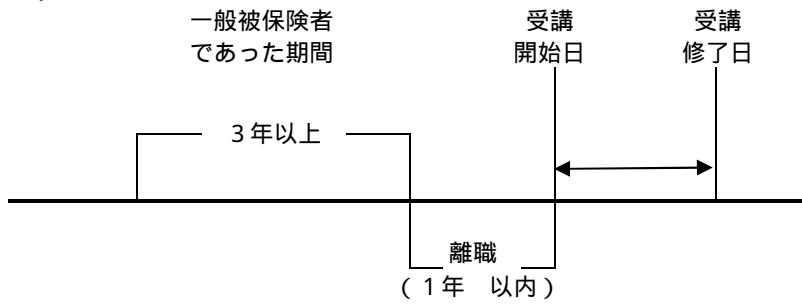 一般被保険者
であった期間
受講
開始日
受講
修了日
3年以上
離職
(1年　以内)